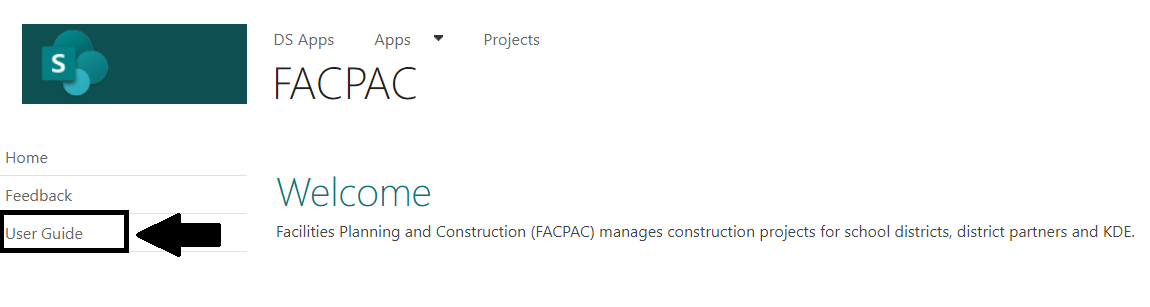 S
DS Apps Apps Projects
FACPAC
Home
Feedback
User Guide
Welcome
Facilities Planning and Construction (FACPAC) manages construction projects for school districts, district partners and KDE.